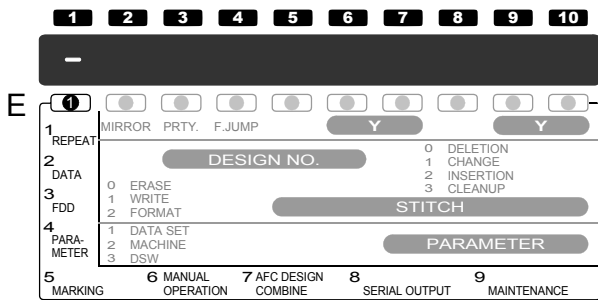 1 2 3 4 5 6 7 8 9 10
-
E
1
1 REPEAT MIRROR PRTY. F.JUMP Y Y
2 DATA DESIGN NO.
0 DELETION
1 CHANGE
2 INSERTION
3 CLEANUP
3 FDD
0 ERASE
1 WRITE
2 FORMAT
STITCH
4 PARA-
METER
1 DATA SET
2 MACHINE
3 DSW
PARAMETER
5 MARKING
6 MANUAL
OPERATION
7 AFC DESIGN
COMBINE
8 SERIAL OUTPUT
9 MAINTENANCE